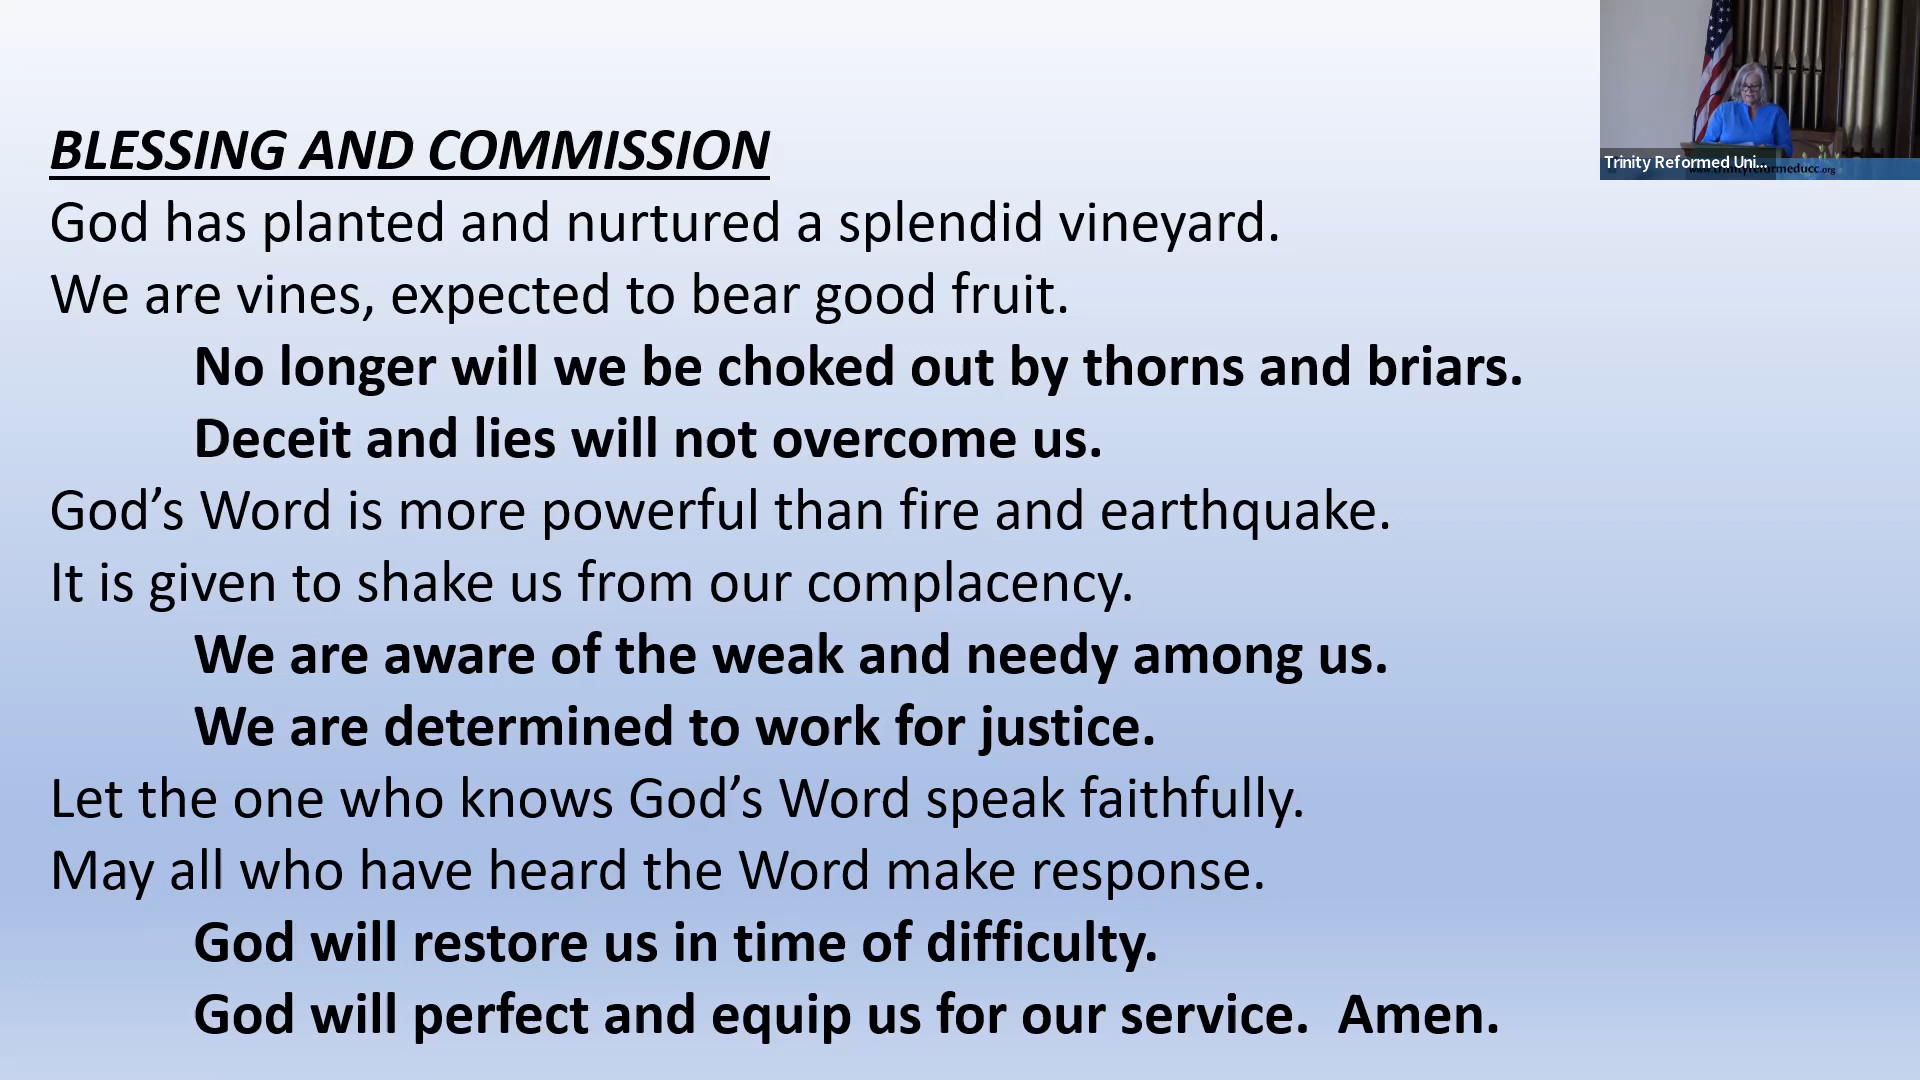 BLESSING AND COMMISSION
God has planted and nurtured a splendid vineyard.
We are vines, expected to bear good fruit.
No longer will we be choked out by thorns and briars.
Deceit and lies will not overcome us.
God’s Word is more powerful than fire and earthquake.
It is given to shake us from our complacency.
We are aware of the weak and needy among us.
We are determined to work for justice.
Let the one who knows God’s Word speak faithfully.
May all who have heard the Word make response.
God will restore us in time of difficulty.
God will perfect and equip us for our service.  Amen.
Trinity Reformed Uni...
www.trinityreformeducc.org